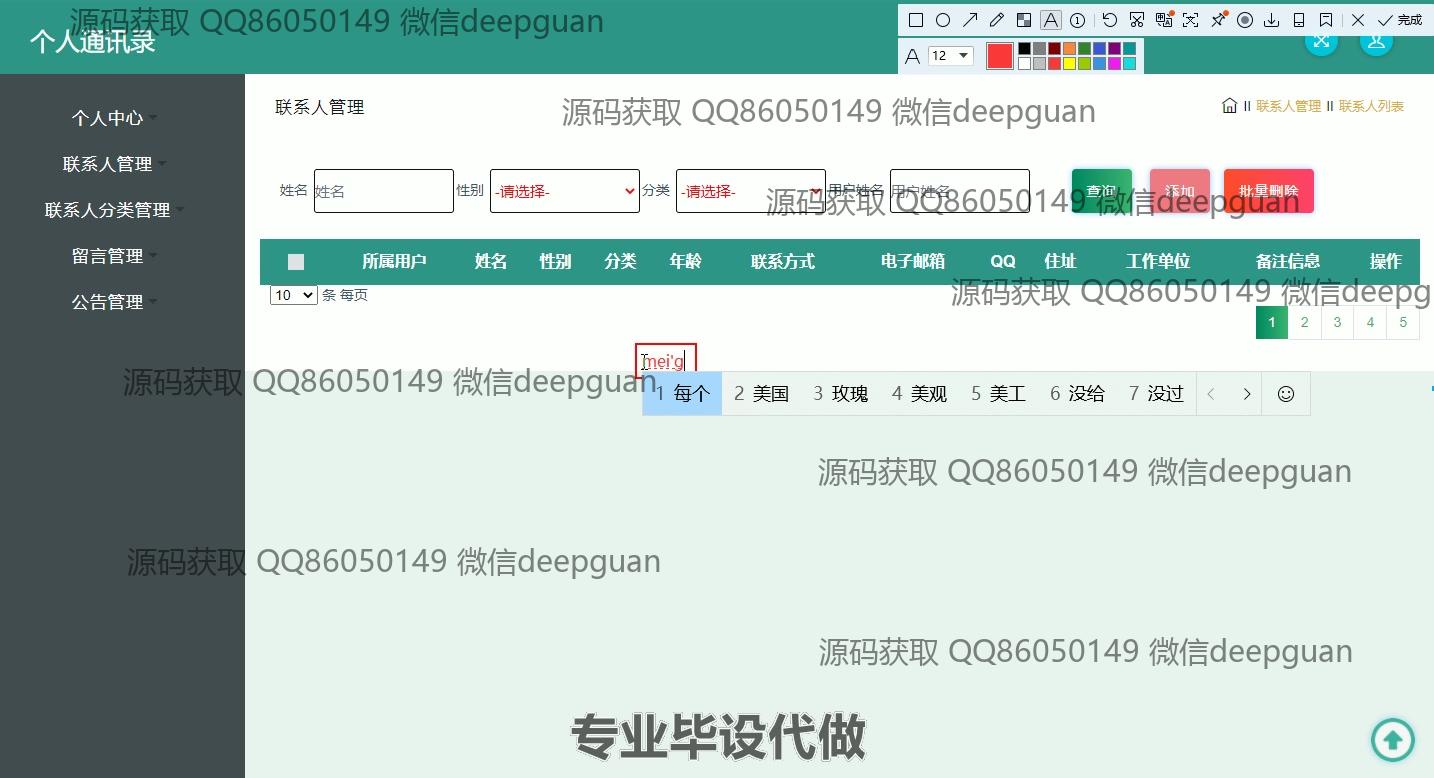 源码获取 QQ86050149 微信deepguan
个人通讯录
12
完成
个人中心
联系人管理
联系人分类管理
留言管理
公告管理
联系人管理
源码获取 QQ86050149 微信deepguan
联系人管理 联系人列表
姓名 姓名 性别 -请选择- 分类 -请选择- 用户姓名 用户姓名 查询 添加 批量删除
源码获取 QQ86050149 微信deepguan
所属用户 姓名 性别 分类 年龄 联系方式 电子邮箱 QQ 住址 工作单位 备注信息 操作
10 条 每页
源码获取 QQ86050149 微信deepg
1 2 3 4 5
mei'g
源码获取 QQ86050149 微信deepguan
1 每个 2 美国 3 玫瑰 4 美观 5 美工 6 没给 7 没过
源码获取 QQ86050149 微信deepguan
源码获取 QQ86050149 微信deepguan
源码获取 QQ86050149 微信deepguan
专业毕设代做